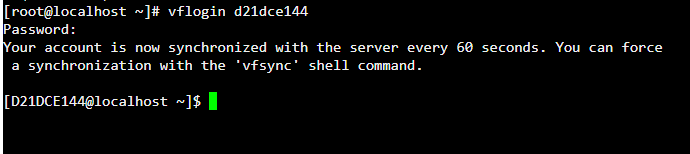 [root@localhost ~]# vflogin d21dce144
Password:
Your account is now synchronized with the server every 60 seconds. You can force
a synchronization with the 'vfsync' shell command.
[D21DCE144@localhost ~]$